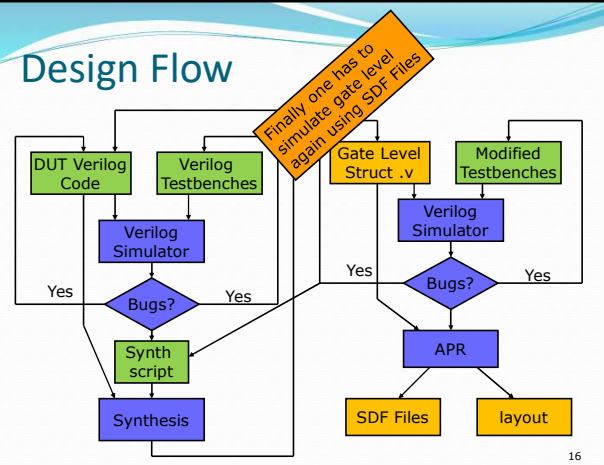 Design Flow
Finally one has to
simulate gate level
again using SDF Files
DUT Verilog
Code
Verilog
Testbenches
Gate Level
Struct .v
Modified
Testbenches
Verilog
Simulator
Verilog
Simulator
Yes
Bugs?
Yes
Yes
Bugs?
Yes
Synth
script
APR
Synthesis
SDF Files
layout
16